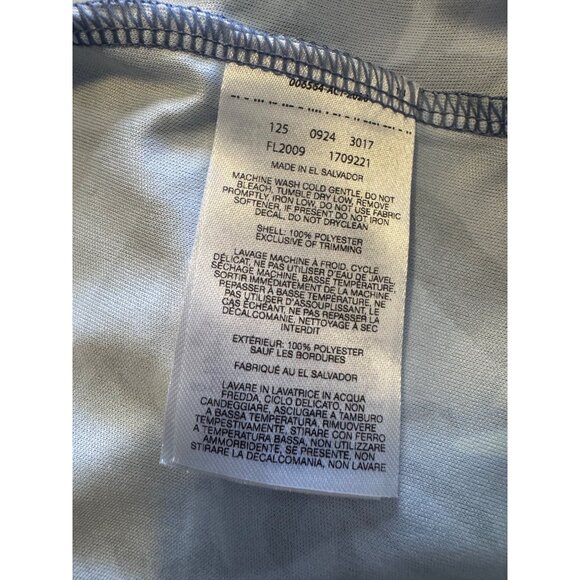 125 0924 3017
FL2009 1709221
MADE IN EL SALVADOR
MACHINE WASH COLD GENTLE, DO NOT
BLEACH, TUMBLE DRY LOW, REMOVE
PROMPTLY, IRON LOW, DO NOT USE FABRIC
SOFTENER, IF PRESENT DO NOT IRON
DECAL, DO NOT DRYCLEAN
SHELL: 100% POLYESTER
EXCLUSIVE OF TRIMMING
LAVAGE MACHINE À FROID, CYCLE
DÉLICAT, NE PAS UTILISER D'EAU DE JAVEL,
SÉCHAGE MACHINE, BASSE TEMPÉRATURE,
SORTIR IMMÉDIATEMENT DE LA MACHINE,
REPASSER À BASSE TEMPÉRATURE, NE
PAS UTILISER D'ASSOUPLISSANT, LE
CAS ÉCHÉANT, NE PAS REPASSER LA
DÉCALCOMANIE, NETTOYAGE À SEC
INTERDIT
EXTÉRIEUR: 100% POLYESTER
SAUF LES BORDURES
FABRIQUÉ AU EL SALVADOR
LAVARE IN LAVATRICE IN ACQUA
FREDDA, CICLO DELICATO, NON
CANDEGGIARE, ASCIUGARE A TAMBURO
A BASSA TEMPERATURA, RIMUOVERE
TEMPESTIVAMENTE, STIRARE CON FERRO
A TEMPERATURA BASSA, NON USARE
AMMORBIDENTE, SE PRESENTE, NON
STIRARE LA DECALCOMANIA, NON LAVARE